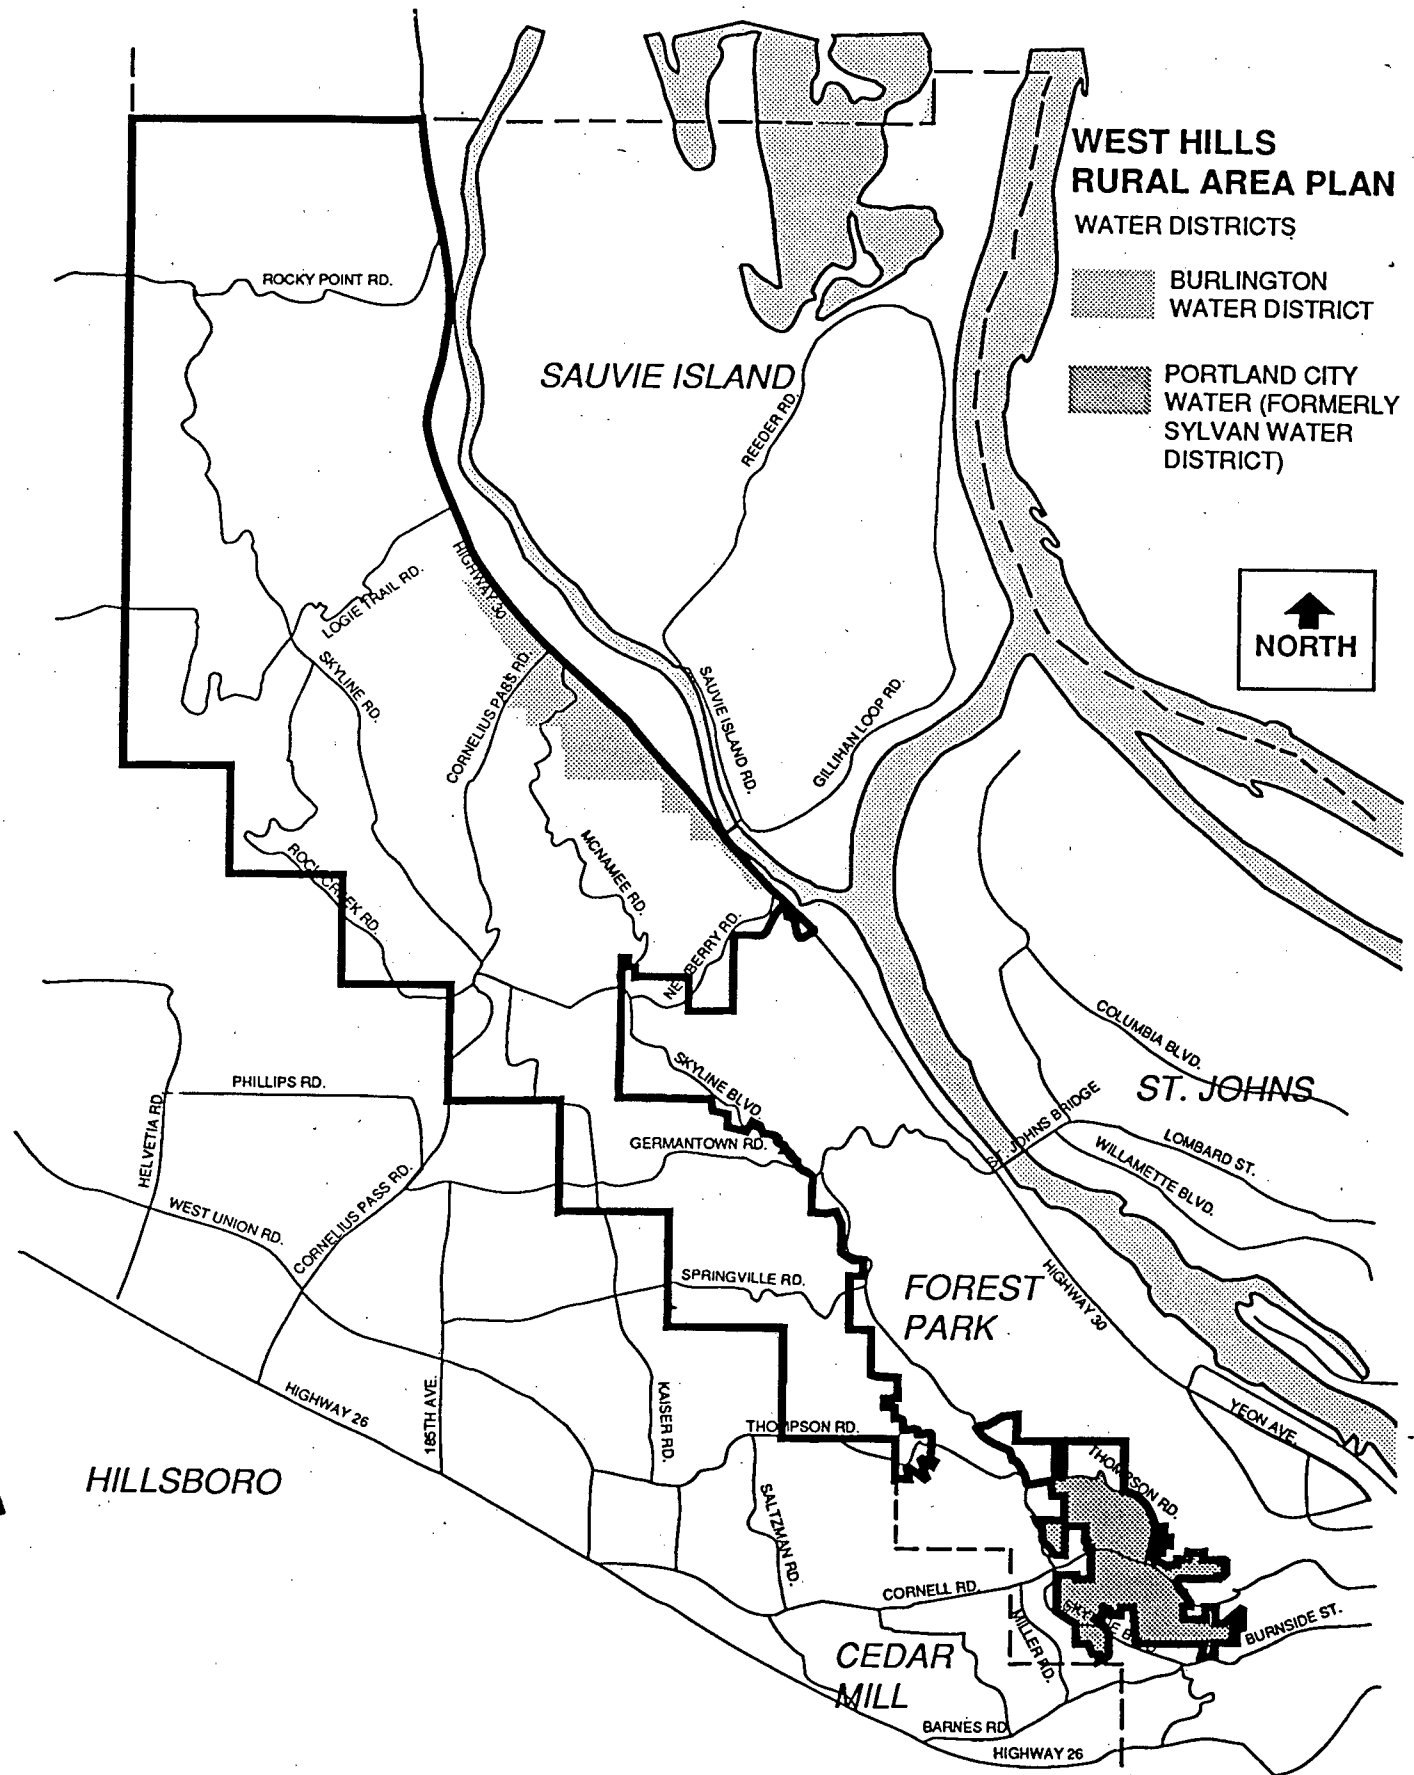 WEST HILLS
RURAL AREA PLAN
WATER DISTRICTS
BURLINGTON
WATER DISTRICT
PORTLAND CITY
WATER (FORMERLY
SYLVAN WATER
DISTRICT)
NORTH
ROCKY POINT RD.
SAUVIE ISLAND
REEDER RD.
HIGHWAY 30
LOGIE TRAIL RD.
SKYLINE RD.
CORNELIUS PASS RD.
SAUVIE ISLAND RD.
GILLIHAN LOOP RD.
MCNAMEE RD.
ROCK CREEK RD.
NEWBERRY RD.
COLUMBIA BLVD.
ST. JOHNS
SKYLINE BLVD.
PHILLIPS RD.
HELVETIA RD.
GERMANTOWN RD.
JOHNS BRIDGE
LOMBARD ST.
WILLAMETTE BLVD.
WEST UNION RD.
CORNELIUS PASS RD.
SPRINGVILLE RD.
FOREST
PARK
HIGHWAY 30
HIGHWAY 26
185TH AVE.
KAISER RD.
THOMPSON RD.
YEON AVE.
HILLSBORO
THOMPSON RD.
SALTZMAN RD.
CORNELL RD.
MILLER RD.
SKYLINE BLVD.
BURNSIDE ST.
CEDAR
MILL
BARNES RD.
HIGHWAY 26